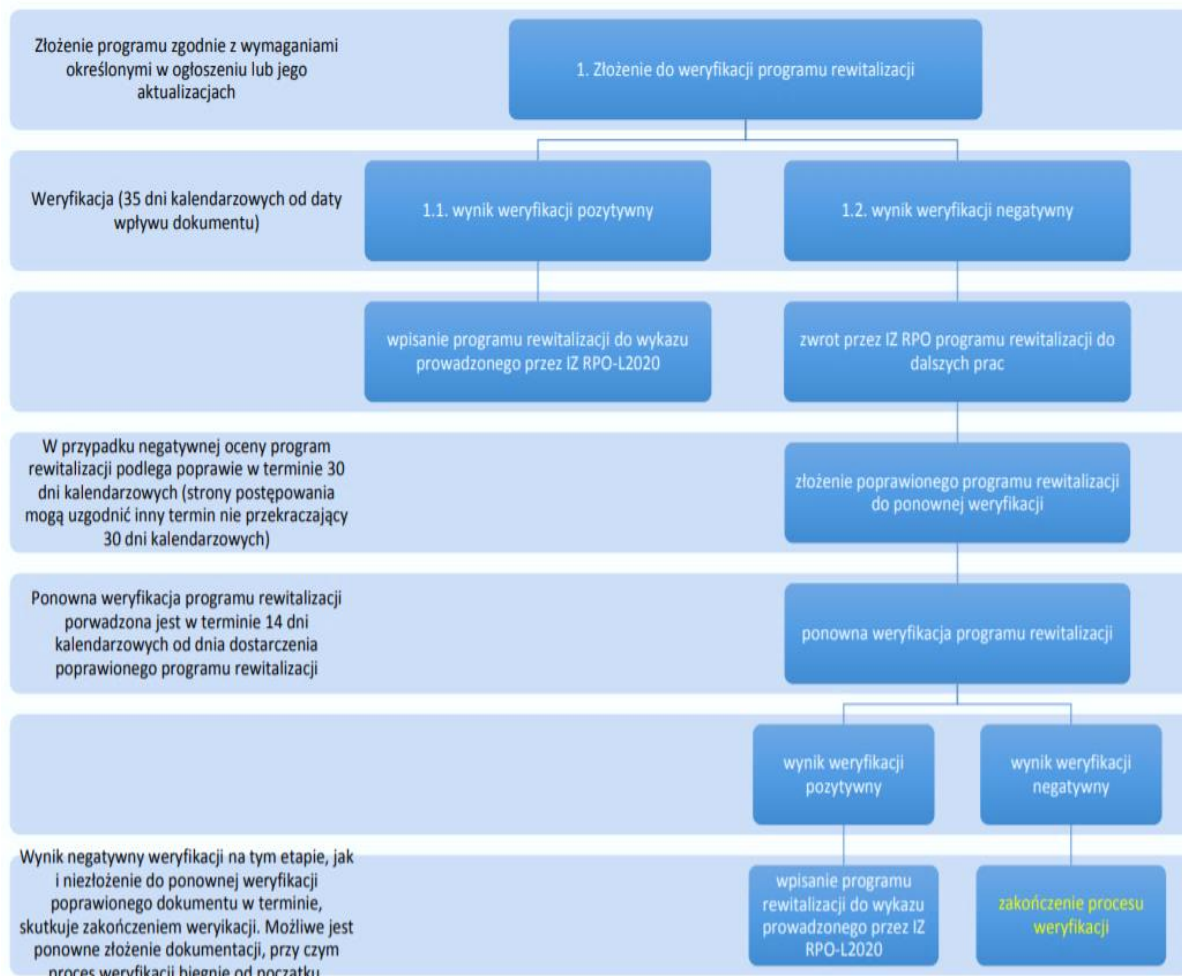 Złożenie programu zgodnie z wymaganiami
określonymi w ogłoszeniu lub jego
aktualizacjach
1. Złożenie do weryfikacji programu rewitalizacji
Weryfikacja (35 dni kalendarzowych od daty
wpływu dokumentu)
1.1. wynik weryfikacji pozytywny
1.2. wynik weryfikacji negatywny
wpisanie programu rewitalizacji do wykazu
prowadzonego przez IZ RPO-L2020
zwrot przez IZ RPO programu rewitalizacji do
dalszych prac
W przypadku negatywnej oceny program
rewitalizacji podlega poprawie w terminie 30
dni kalendarzowych (strony postępowania
mogą uzgodnić inny termin nie przekraczający
30 dni kalendarzowych)
złożenie poprawionego programu rewitalizacji
do ponownej weryfikacji
Ponowna weryfikacja programu rewitalizacji
porwadzona jest w terminie 14 dni
kalendarzowych od dnia dostarczenia
poprawionego programu rewitalizacji
ponowna weryfikacja programu rewitalizacji
wynik weryfikacji
pozytywny
wynik weryfikacji
negatywny
Wynik negatywny weryfikacji na tym etapie, jak
i niezłożenie do ponownej weryfikacji
poprawionego dokumentu w terminie,
skutkuje zakończeniem weryikacji. Możliwe jest
ponowne złożenie dokumentacji, przy czym
proces weryfikacji biegnie od początku
wpisanie programu
rewitalizacji do wykazu
prowadzonego przez IZ
RPO-L2020
zakończenie procesu
weryfikacji